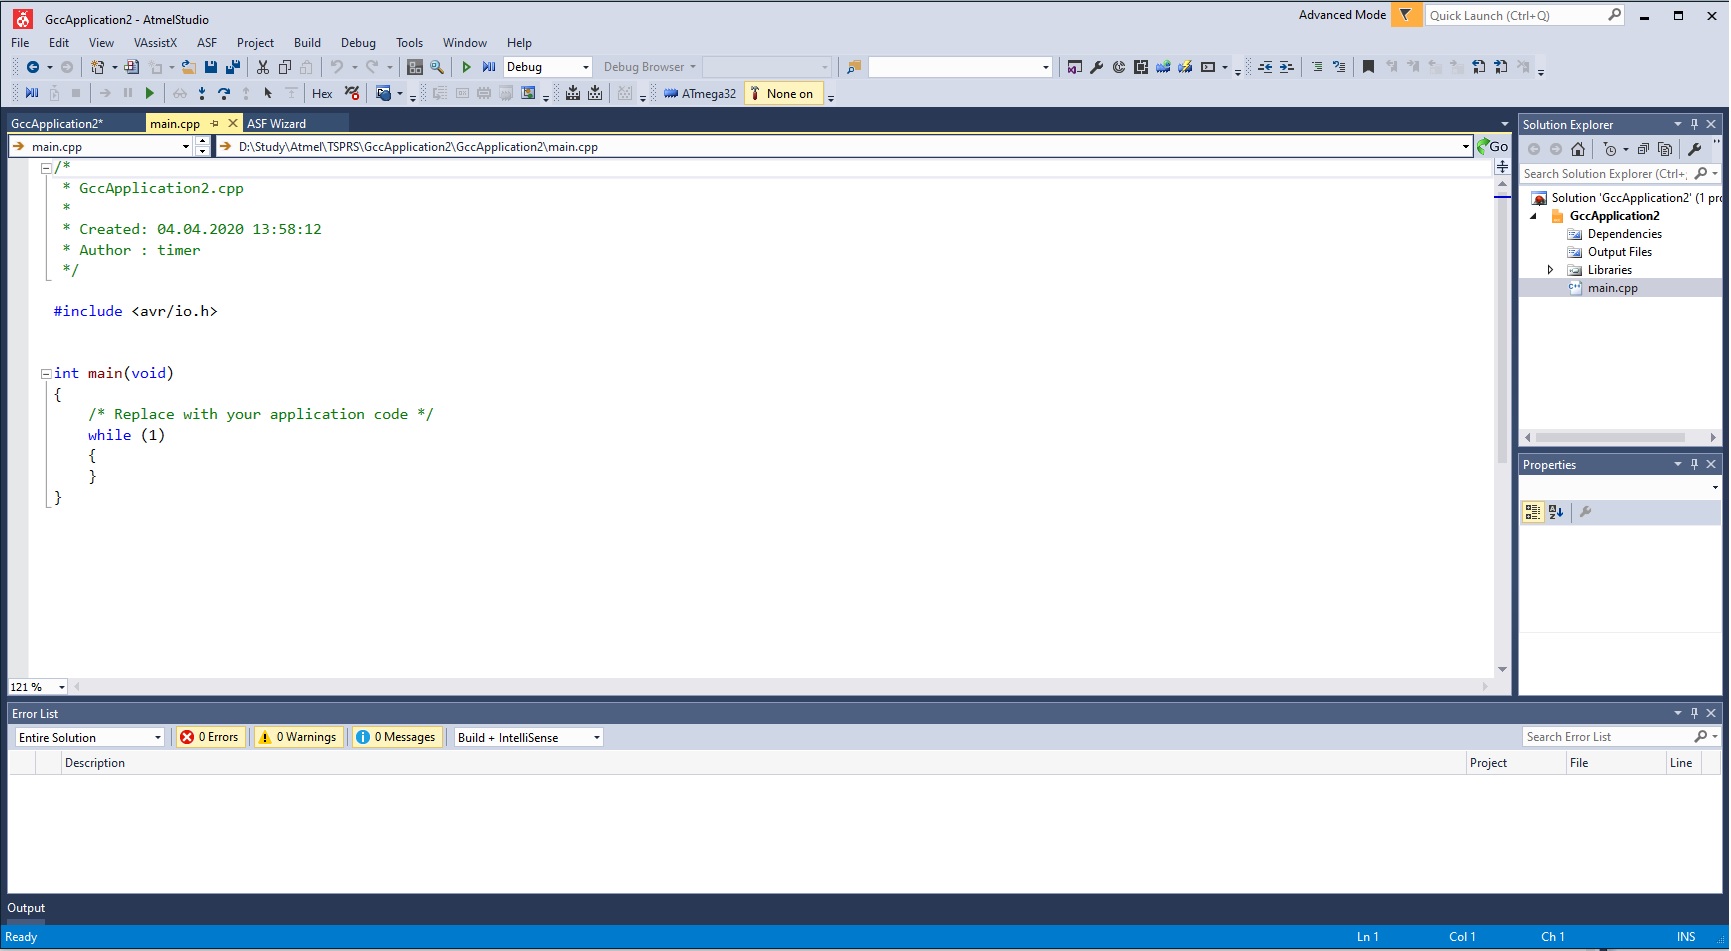 GccApplication2 - AtmelStudio
Advanced Mode
Quick Launch (Ctrl+Q)
File Edit View VAssistX ASF Project Build Debug Tools Window Help
Debug
Debug Browser
Hex
ATmega32
None on
GccApplication2*
main.cpp
ASF Wizard
main.cpp
D:\Study\Atmel\TSPRS\GccApplication2\GccApplication2\main.cpp
Go
/*
* GccApplication2.cpp
*
* Created: 04.04.2020 13:58:12
* Author : timer
*/
#include <avr/io.h>
int main(void)
{
/* Replace with your application code */
while (1)
{
}
}
121 %
Solution Explorer
Search Solution Explorer (Ctrl+;
Solution 'GccApplication2' (1 pro
GccApplication2
Dependencies
Output Files
Libraries
main.cpp
Properties
Error List
Entire Solution
0 Errors
0 Warnings
0 Messages
Build + IntelliSense
Search Error List
Description
Project
File
Line
Output
Ready
Ln 1
Col 1
Ch 1
INS